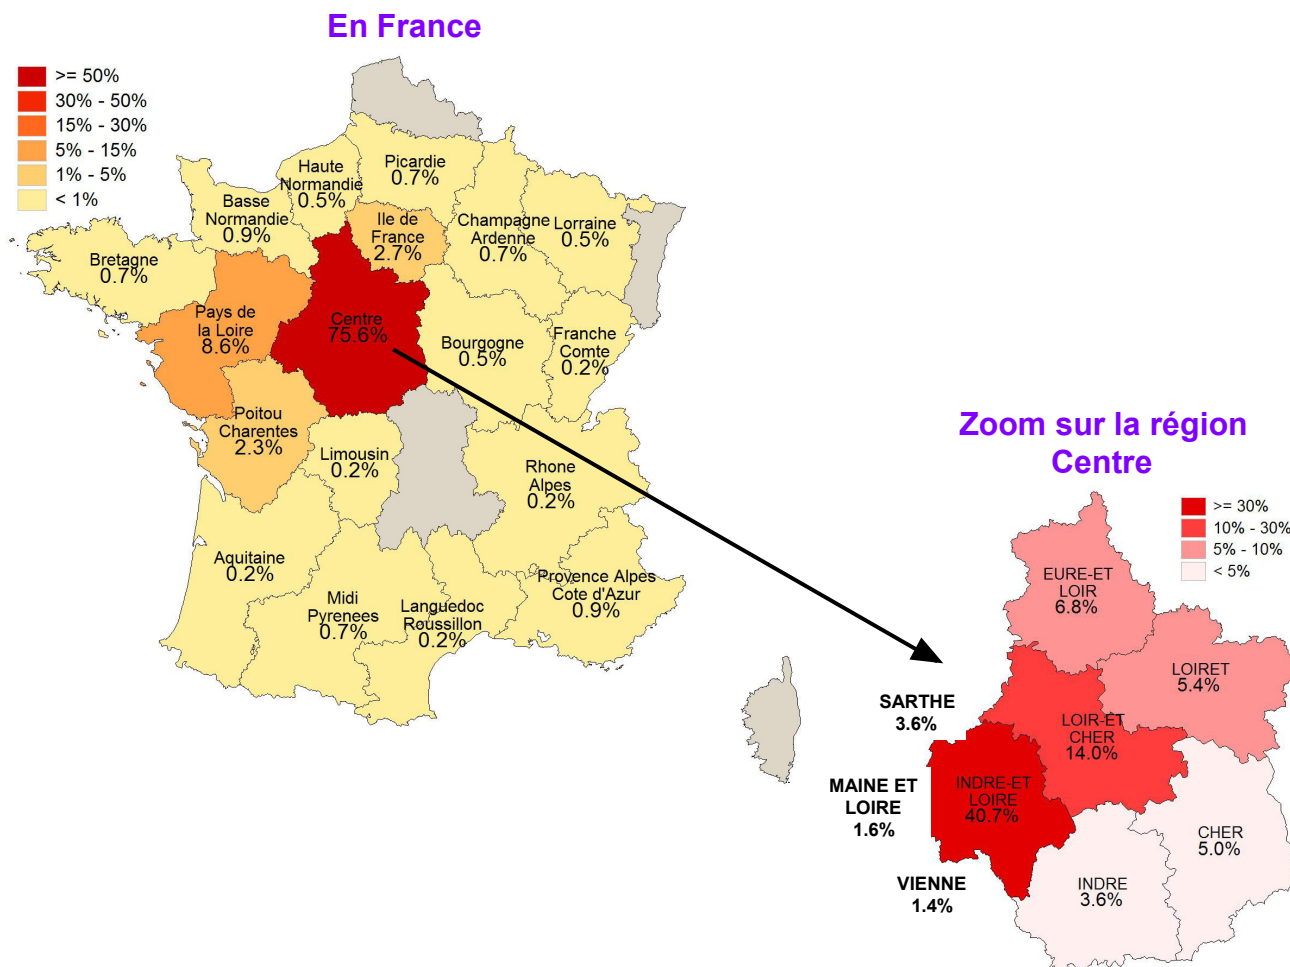 En France
>= 50%
30% - 50%
15% - 30%
5% - 15%
1% - 5%
< 1%
Haute
Normandie
0.5%
Picardie
0.7%
Basse
Normandie
0.9%
Ile de
France
2.7%
Champagne
Ardenne
0.7%
Lorraine
0.5%
Bretagne
0.7%
Pays de
la Loire
8.6%
Centre
75.6%
Bourgogne
0.5%
Franche
Comte
0.2%
Poitou
Charentes
2.3%
Limousin
0.2%
Rhone
Alpes
0.2%
Aquitaine
0.2%
Midi
Pyrenees
0.7%
Languedoc
Roussillon
0.2%
Provence Alpes
Cote d'Azur
0.9%
Zoom sur la région
Centre
>= 30%
10% - 30%
5% - 10%
< 5%
EURE-ET
LOIR
6.8%
LOIRET
5.4%
SARTHE
3.6%
LOIR-ET
CHER
14.0%
MAINE ET
LOIRE
1.6%
INDRE-ET
LOIRE
40.7%
CHER
5.0%
VIENNE
1.4%
INDRE
3.6%